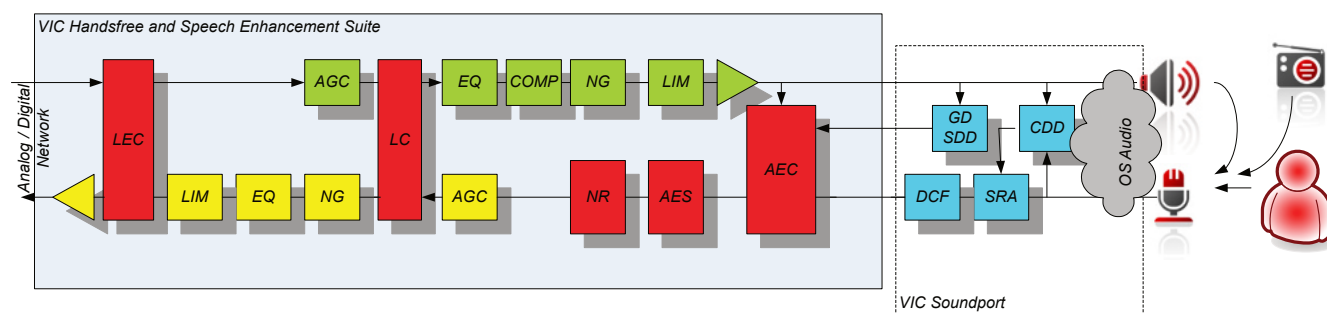 VIC Handsfree and Speech Enhancement Suite
Analog / Digital
Network
LEC
AGC
LC
EQ
COMP
NG
LIM
AEC
GD
SDD
CDD
OS Audio
LIM
EQ
NG
AGC
NR
AES
DCF
SRA
VIC Soundport